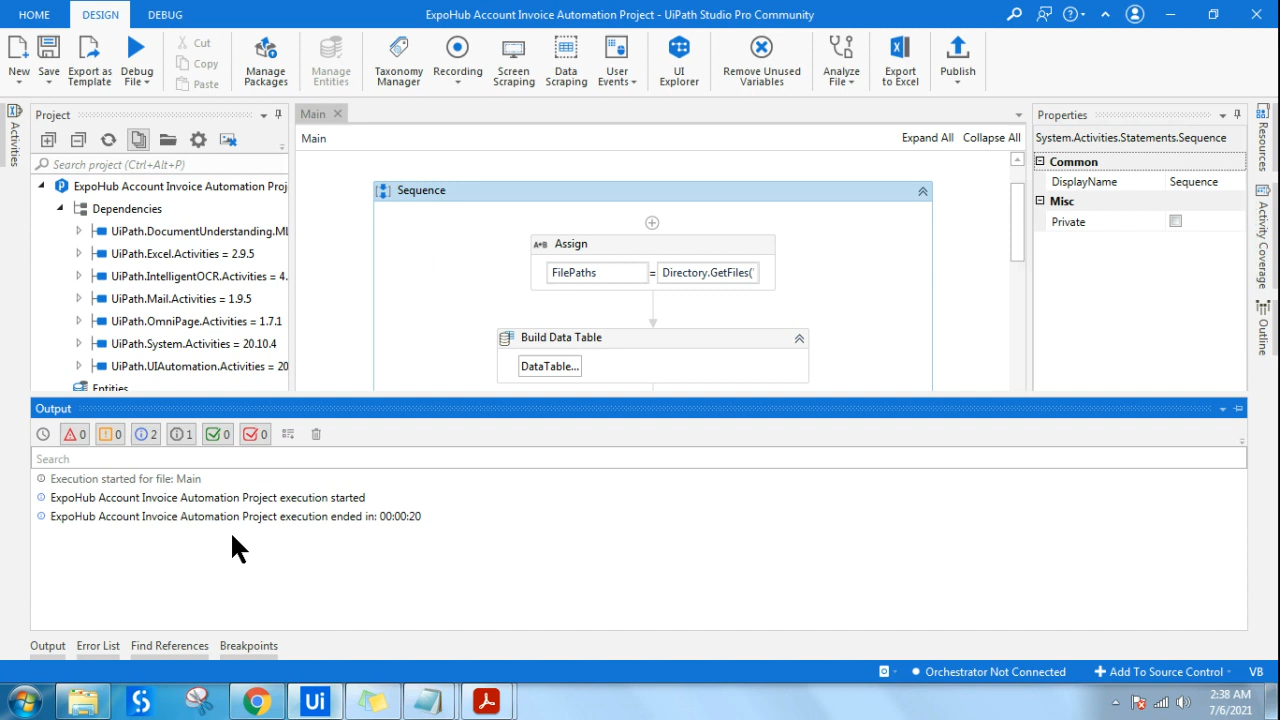 HOME
DESIGN
DEBUG
ExpoHub Account Invoice Automation Project - UiPath Studio Pro Community
New
Save
Export as Template
Debug File
Cut
Copy
Paste
Manage Packages
Manage Entities
Taxonomy Manager
Recording
Screen Scraping
Data Scraping
User Events
UI Explorer
Remove Unused Variables
Analyze File
Export to Excel
Publish
Activities
Project
Search project (Ctrl+Alt+P)
ExpoHub Account Invoice Automation Proj
Dependencies
UiPath.DocumentUnderstanding.ML
UiPath.Excel.Activities = 2.9.5
UiPath.IntelligentOCR.Activities = 4.
UiPath.Mail.Activities = 1.9.5
UiPath.OmniPage.Activities = 1.7.1
UiPath.System.Activities = 20.10.4
UiPath.UIAutomation.Activities = 20
Entities
Main
Main
Expand All
Collapse All
Sequence
A+B Assign
FilePaths = Directory.GetFiles("
Build Data Table
DataTable...
Properties
System.Activities.Statements.Sequence
Common
DisplayName Sequence
Misc
Private
Resources
Activity Coverage
Outline
Output
0
0
2
1
0
0
Search
Execution started for file: Main
ExpoHub Account Invoice Automation Project execution started
ExpoHub Account Invoice Automation Project execution ended in: 00:00:20
Output
Error List
Find References
Breakpoints
Orchestrator Not Connected
Add To Source Control
VB
Ui
2:38 AM
7/6/2021